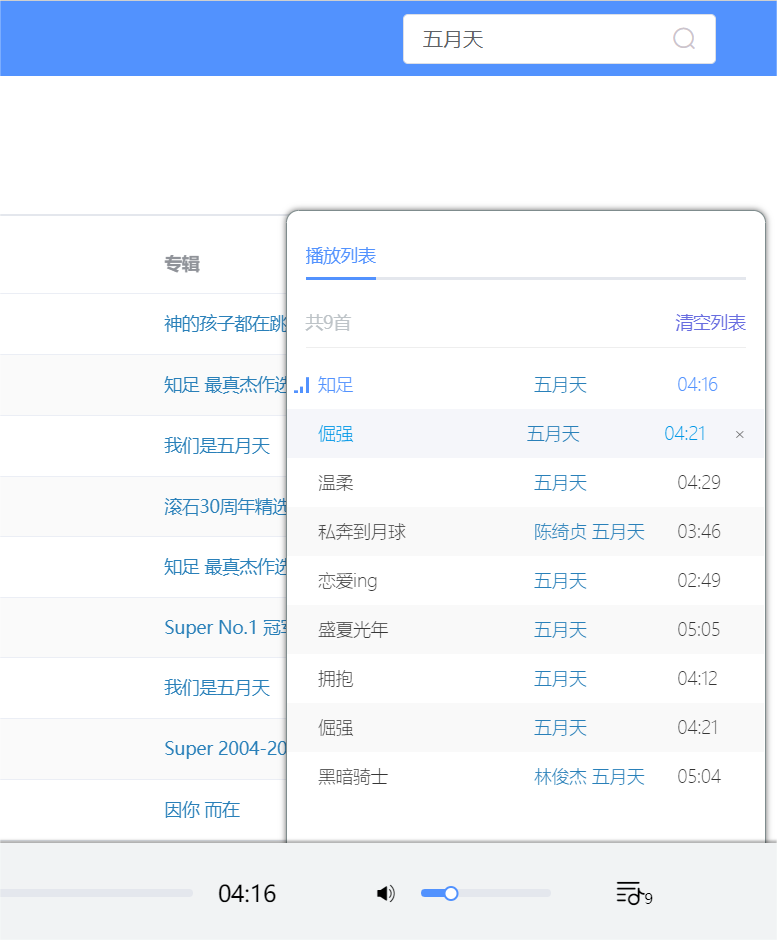 五月天
专辑
神的孩子都在跳
知足 最真杰作选
我们是五月天
滚石30周年精选
知足 最真杰作选
Super No.1 冠军
我们是五月天
Super 2004-20
因你 而在
播放列表
共9首 清空列表
知足 五月天 04:16
倔强 五月天 04:21 ×
温柔 五月天 04:29
私奔到月球 陈绮贞 五月天 03:46
恋爱ing 五月天 02:49
盛夏光年 五月天 05:05
拥抱 五月天 04:12
倔强 五月天 04:21
黑暗骑士 林俊杰 五月天 05:04
04:16 9